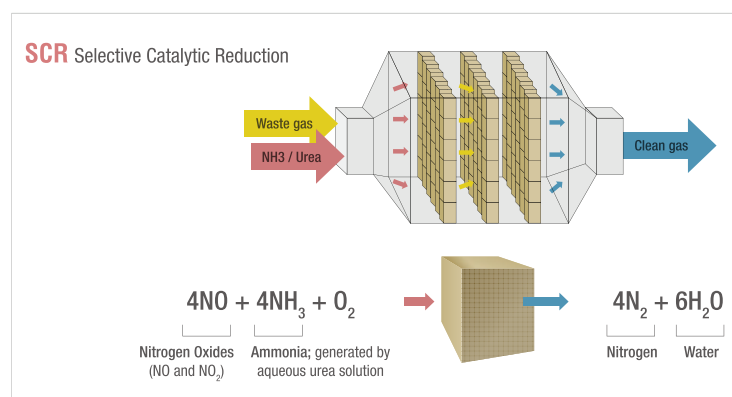 SCR Selective Catalytic Reduction
Waste gas
NH3 / Urea
Clean gas
4NO + 4NH₃ + O₂
4N₂ + 6H₂O
Nitrogen Oxides
(NO and NO₂)
Ammonia; generated by
aqueous urea solution
Nitrogen
Water